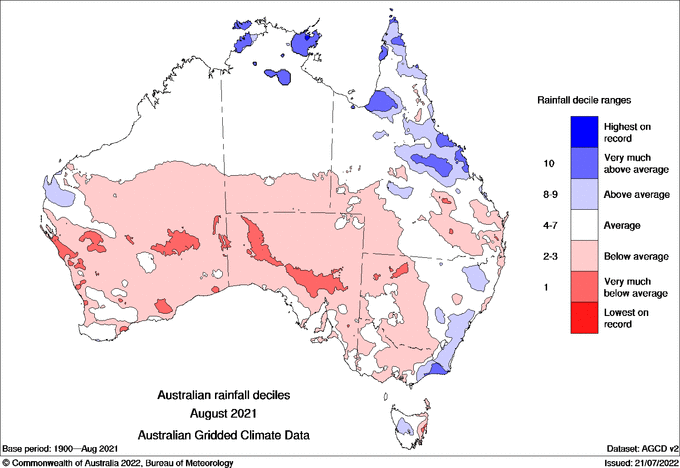 Rainfall decile ranges
Highest on
record
10
Very much
above average
8-9
Above average
4-7
Average
2-3
Below average
1
Very much
below average
Lowest on
record
Australian rainfall deciles
August 2021
Australian Gridded Climate Data
Base period: 1900—Aug 2021
Dataset: AGCD v2
© Commonwealth of Australia 2022, Bureau of Meteorology
Issued: 21/07/2022